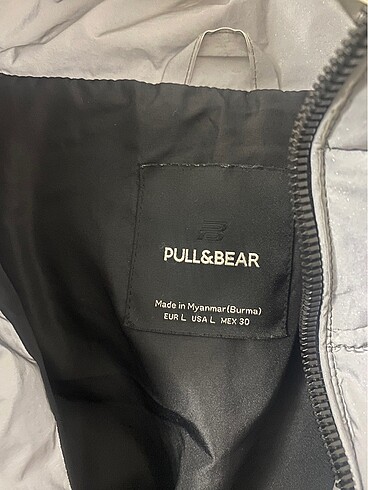 PULL&BEAR
Made in Myanmar(Burma)
EUR L USA L MEX 30